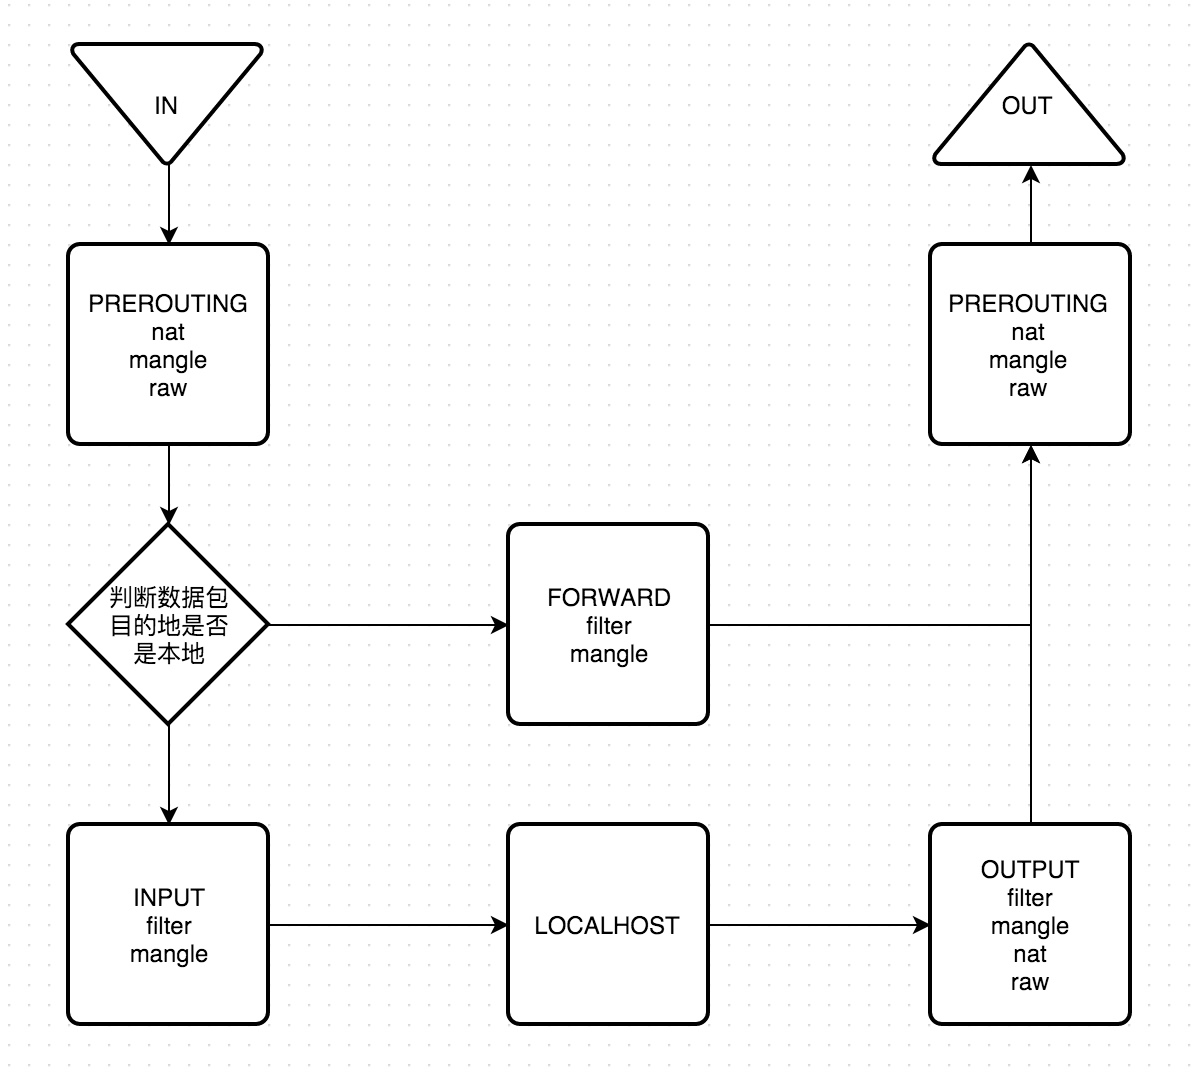 IN
OUT
PREROUTING
nat
mangle
raw
PREROUTING
nat
mangle
raw
判断数据包
目的地是否
是本地
FORWARD
filter
mangle
INPUT
filter
mangle
LOCALHOST
OUTPUT
filter
mangle
nat
raw